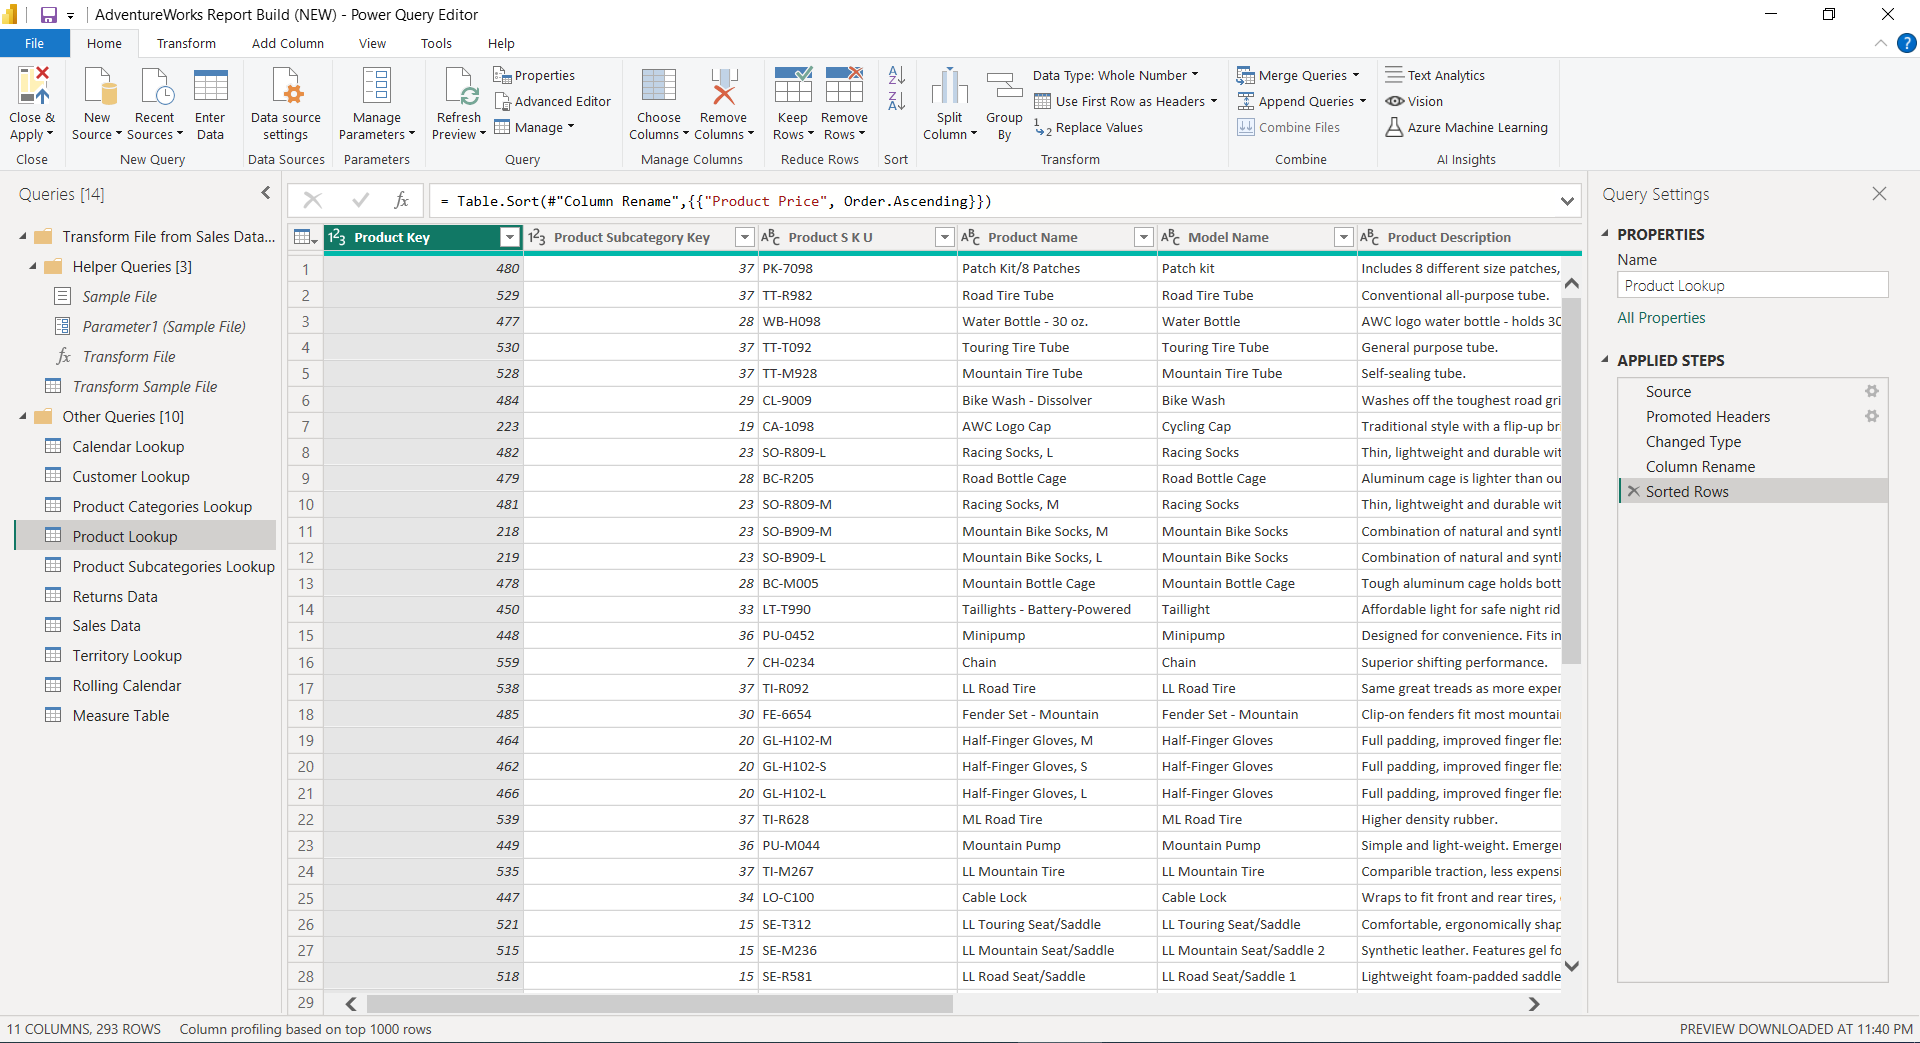 AdventureWorks Report Build (NEW) - Power Query Editor
File
Home
Transform
Add Column
View
Tools
Help
?
Close &
Apply
New
Source
Recent
Sources
Enter
Data
Data source
settings
Manage
Parameters
Refresh
Preview
Properties
Advanced Editor
Manage
Choose
Columns
Remove
Columns
Keep
Rows
Remove
Rows
A
Z
Z
A
Split
Column
Group
By
Data Type: Whole Number
Use First Row as Headers
1
2
Replace Values
Merge Queries
Append Queries
Combine Files
Text Analytics
Vision
Azure Machine Learning
Close
New Query
Data Sources
Parameters
Query
Manage Columns
Reduce Rows
Sort
Transform
Combine
AI Insights
Queries [14]
Transform File from Sales Data...
Helper Queries [3]
Sample File
Parameter1 (Sample File)
fx Transform File
Transform Sample File
Other Queries [10]
Calendar Lookup
Customer Lookup
Product Categories Lookup
Product Lookup
Product Subcategories Lookup
Returns Data
Sales Data
Territory Lookup
Rolling Calendar
Measure Table
fx
= Table.Sort(#"Column Rename",{{"Product Price", Order.Ascending}})
123 Product Key 123 Product Subcategory Key ABC Product S K U ABC Product Name ABC Model Name ABC Product Description
1 480 37 PK-7098 Patch Kit/8 Patches Patch kit Includes 8 different size patches,
2 529 37 TT-R982 Road Tire Tube Road Tire Tube Conventional all-purpose tube.
3 477 28 WB-H098 Water Bottle - 30 oz. Water Bottle AWC logo water bottle - holds 30
4 530 37 TT-T092 Touring Tire Tube Touring Tire Tube General purpose tube.
5 528 37 TT-M928 Mountain Tire Tube Mountain Tire Tube Self-sealing tube.
6 484 29 CL-9009 Bike Wash - Dissolver Bike Wash Washes off the toughest road gri
7 223 19 CA-1098 AWC Logo Cap Cycling Cap Traditional style with a flip-up br
8 482 23 SO-R809-L Racing Socks, L Racing Socks Thin, lightweight and durable wit
9 479 28 BC-R205 Road Bottle Cage Road Bottle Cage Aluminum cage is lighter than ou
10 481 23 SO-R809-M Racing Socks, M Racing Socks Thin, lightweight and durable wit
11 218 23 SO-B909-M Mountain Bike Socks, M Mountain Bike Socks Combination of natural and synth
12 219 23 SO-B909-L Mountain Bike Socks, L Mountain Bike Socks Combination of natural and synth
13 478 28 BC-M005 Mountain Bottle Cage Mountain Bottle Cage Tough aluminum cage holds bott
14 450 33 LT-T990 Taillights - Battery-Powered Taillight Affordable light for safe night rid
15 448 36 PU-0452 Minipump Minipump Designed for convenience. Fits in
16 559 7 CH-0234 Chain Chain Superior shifting performance.
17 538 37 TI-R092 LL Road Tire LL Road Tire Same great treads as more exper
18 485 30 FE-6654 Fender Set - Mountain Fender Set - Mountain Clip-on fenders fit most mountai
19 464 20 GL-H102-M Half-Finger Gloves, M Half-Finger Gloves Full padding, improved finger fle
20 462 20 GL-H102-S Half-Finger Gloves, S Half-Finger Gloves Full padding, improved finger fle
21 466 20 GL-H102-L Half-Finger Gloves, L Half-Finger Gloves Full padding, improved finger fle
22 539 37 TI-R628 ML Road Tire ML Road Tire Higher density rubber.
23 449 36 PU-M044 Mountain Pump Mountain Pump Simple and light-weight. Emerger
24 535 37 TI-M267 LL Mountain Tire LL Mountain Tire Comparible traction, less expensi
25 447 34 LO-C100 Cable Lock Cable Lock Wraps to fit front and rear tires,
26 521 15 SE-T312 LL Touring Seat/Saddle LL Touring Seat/Saddle Comfortable, ergonomically shap
27 515 15 SE-M236 LL Mountain Seat/Saddle LL Mountain Seat/Saddle 2 Synthetic leather. Features gel fo
28 518 15 SE-R581 LL Road Seat/Saddle LL Road Seat/Saddle 1 Lightweight foam-padded saddle
29
Query Settings
PROPERTIES
Name
Product Lookup
All Properties
APPLIED STEPS
Source
Promoted Headers
Changed Type
Column Rename
Sorted Rows
11 COLUMNS, 293 ROWS
Column profiling based on top 1000 rows
PREVIEW DOWNLOADED AT 11:40 PM